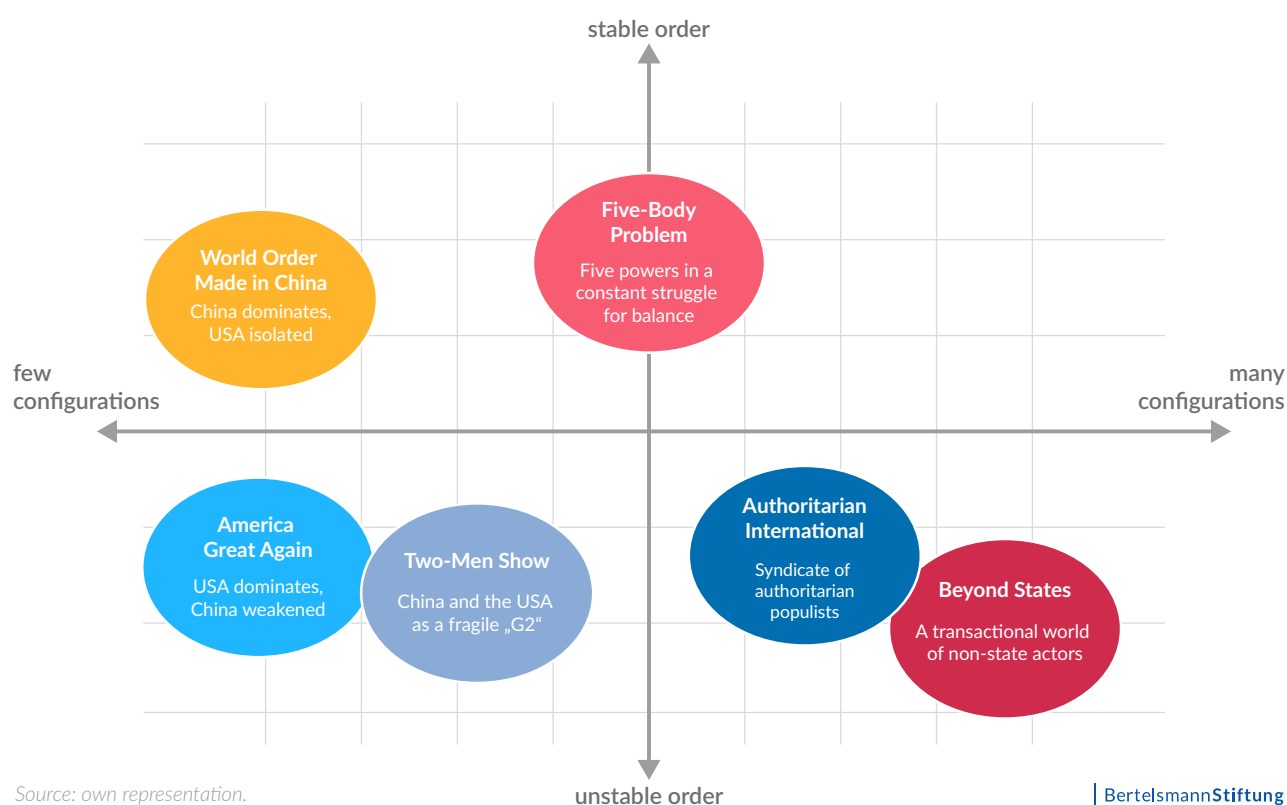 stable order
Five-Body
Problem
Five powers in a
constant struggle
for balance
World Order
Made in China
China dominates,
USA isolated
few
configurations
many
configurations
America
Great Again
USA dominates,
China weakened
Two-Men Show
China and the USA
as a fragile „G2“
Authoritarian
International
Syndicate of
authoritarian
populists
Beyond States
A transactional world
of non-state actors
Source: own representation.
unstable order
BertelsmannStiftung